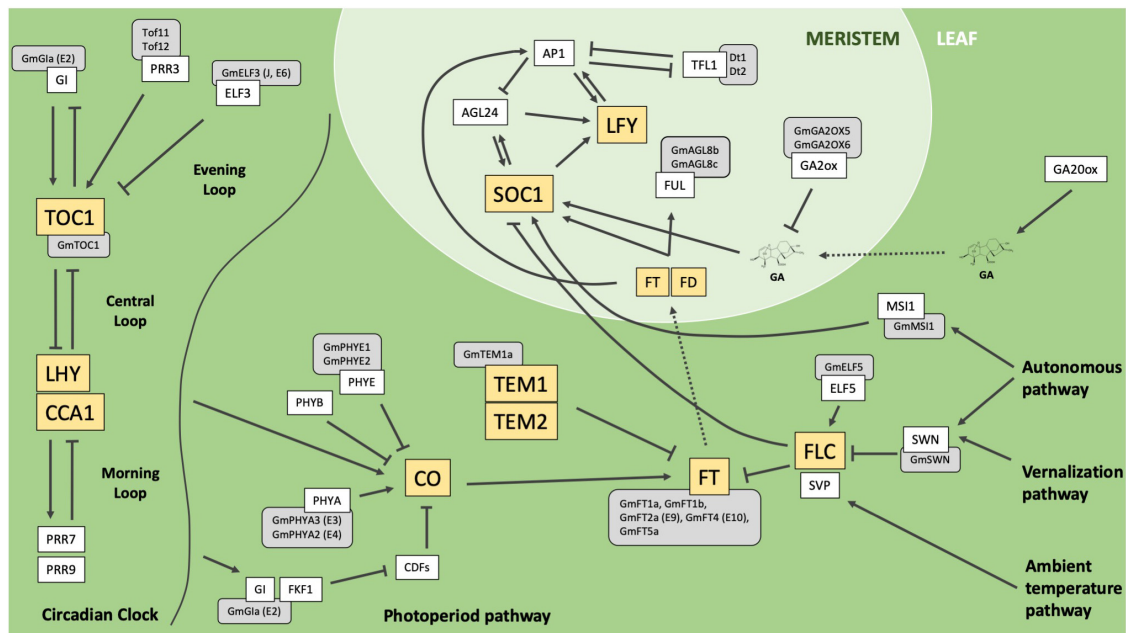 MERISTEM
LEAF
GmGIa (E2)
GI
Tof11
Tof12
PRR3
GmELF3 (J, E6)
ELF3
Evening
Loop
TOC1
GmTOC1
Central
Loop
LHY
CCA1
Morning
Loop
PRR7
PRR9
Circadian Clock
AP1
TFL1
Dt1
Dt2
AGL24
LFY
SOC1
GmAGL8b
GmAGL8c
FUL
GmGA2OX5
GmGA2OX6
GA2ox
GA20ox
GA
GA
FT
FD
MSI1
GmMSI1
GmPHYE1
GmPHYE2
PHYE
PHYB
GmTEM1a
TEM1
TEM2
GmELF5
ELF5
Autonomous
pathway
CO
FT
FLC
SVP
SWN
GmSWN
Vernalization
pathway
PHYA
GmPHYA3 (E3)
GmPHYA2 (E4)
GmFT1a, GmFT1b,
GmFT2a (E9), GmFT4 (E10),
GmFT5a
CDFs
GI
FKF1
GmGIa (E2)
Photoperiod pathway
Ambient
temperature
pathway